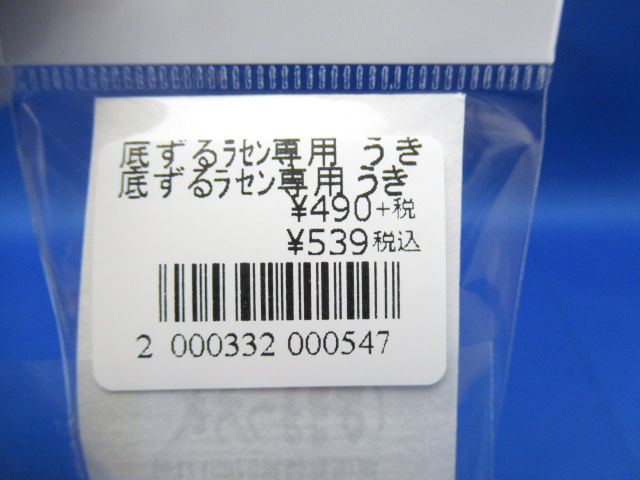 底ずるラセン専用 うき
底ずるラセン専用うき
¥490+税
¥539税込
2 000332 000547